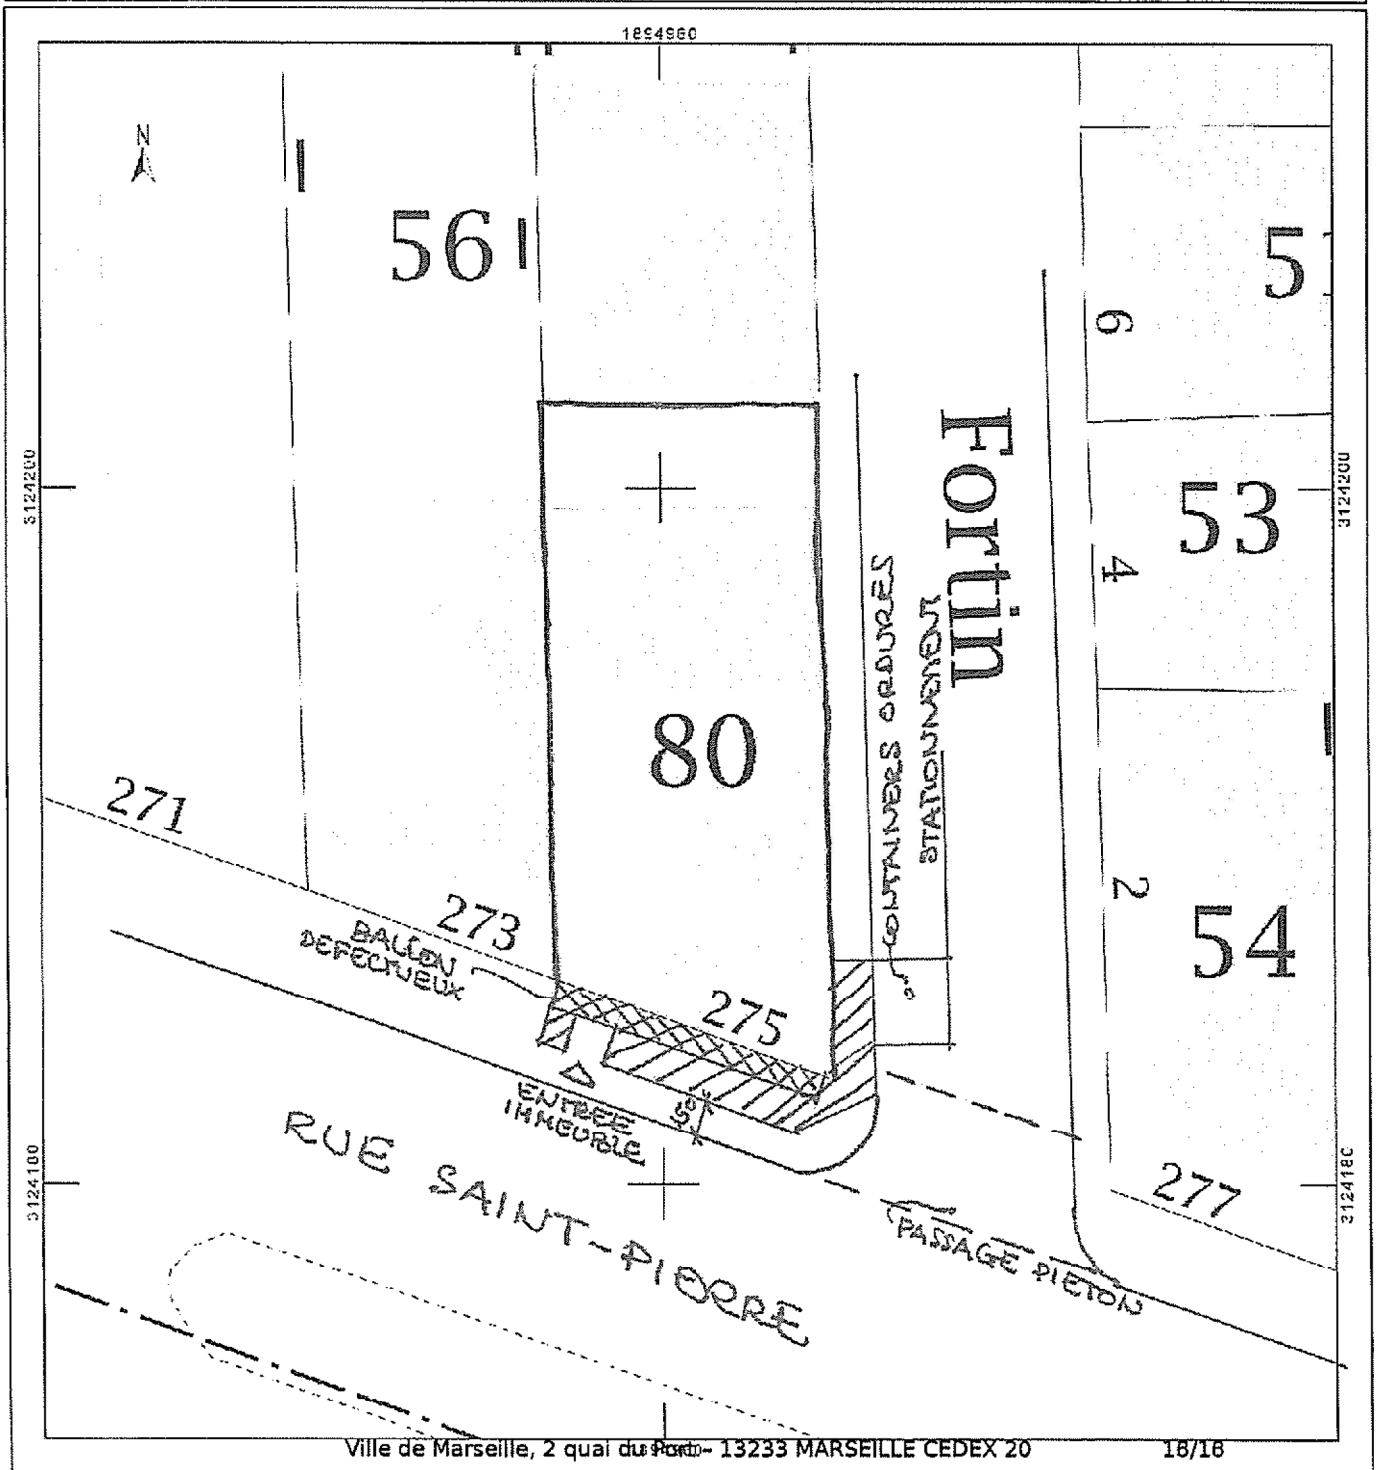 1894960
N
56
5
6
Fortin
3124200
3124200
53
4
CONTAINERS ORDURES
STATIONNEMENT
80
271
2
273
BALCON
DEFECTUEUX
54
275
ENTREE
IMMEUBLE
RUE SAINT-PIERRE
3124180
3124180
277
PASSAGE PIETON
Ville de Marseille, 2 quai du Port - 13233 MARSEILLE CEDEX 20
18/18